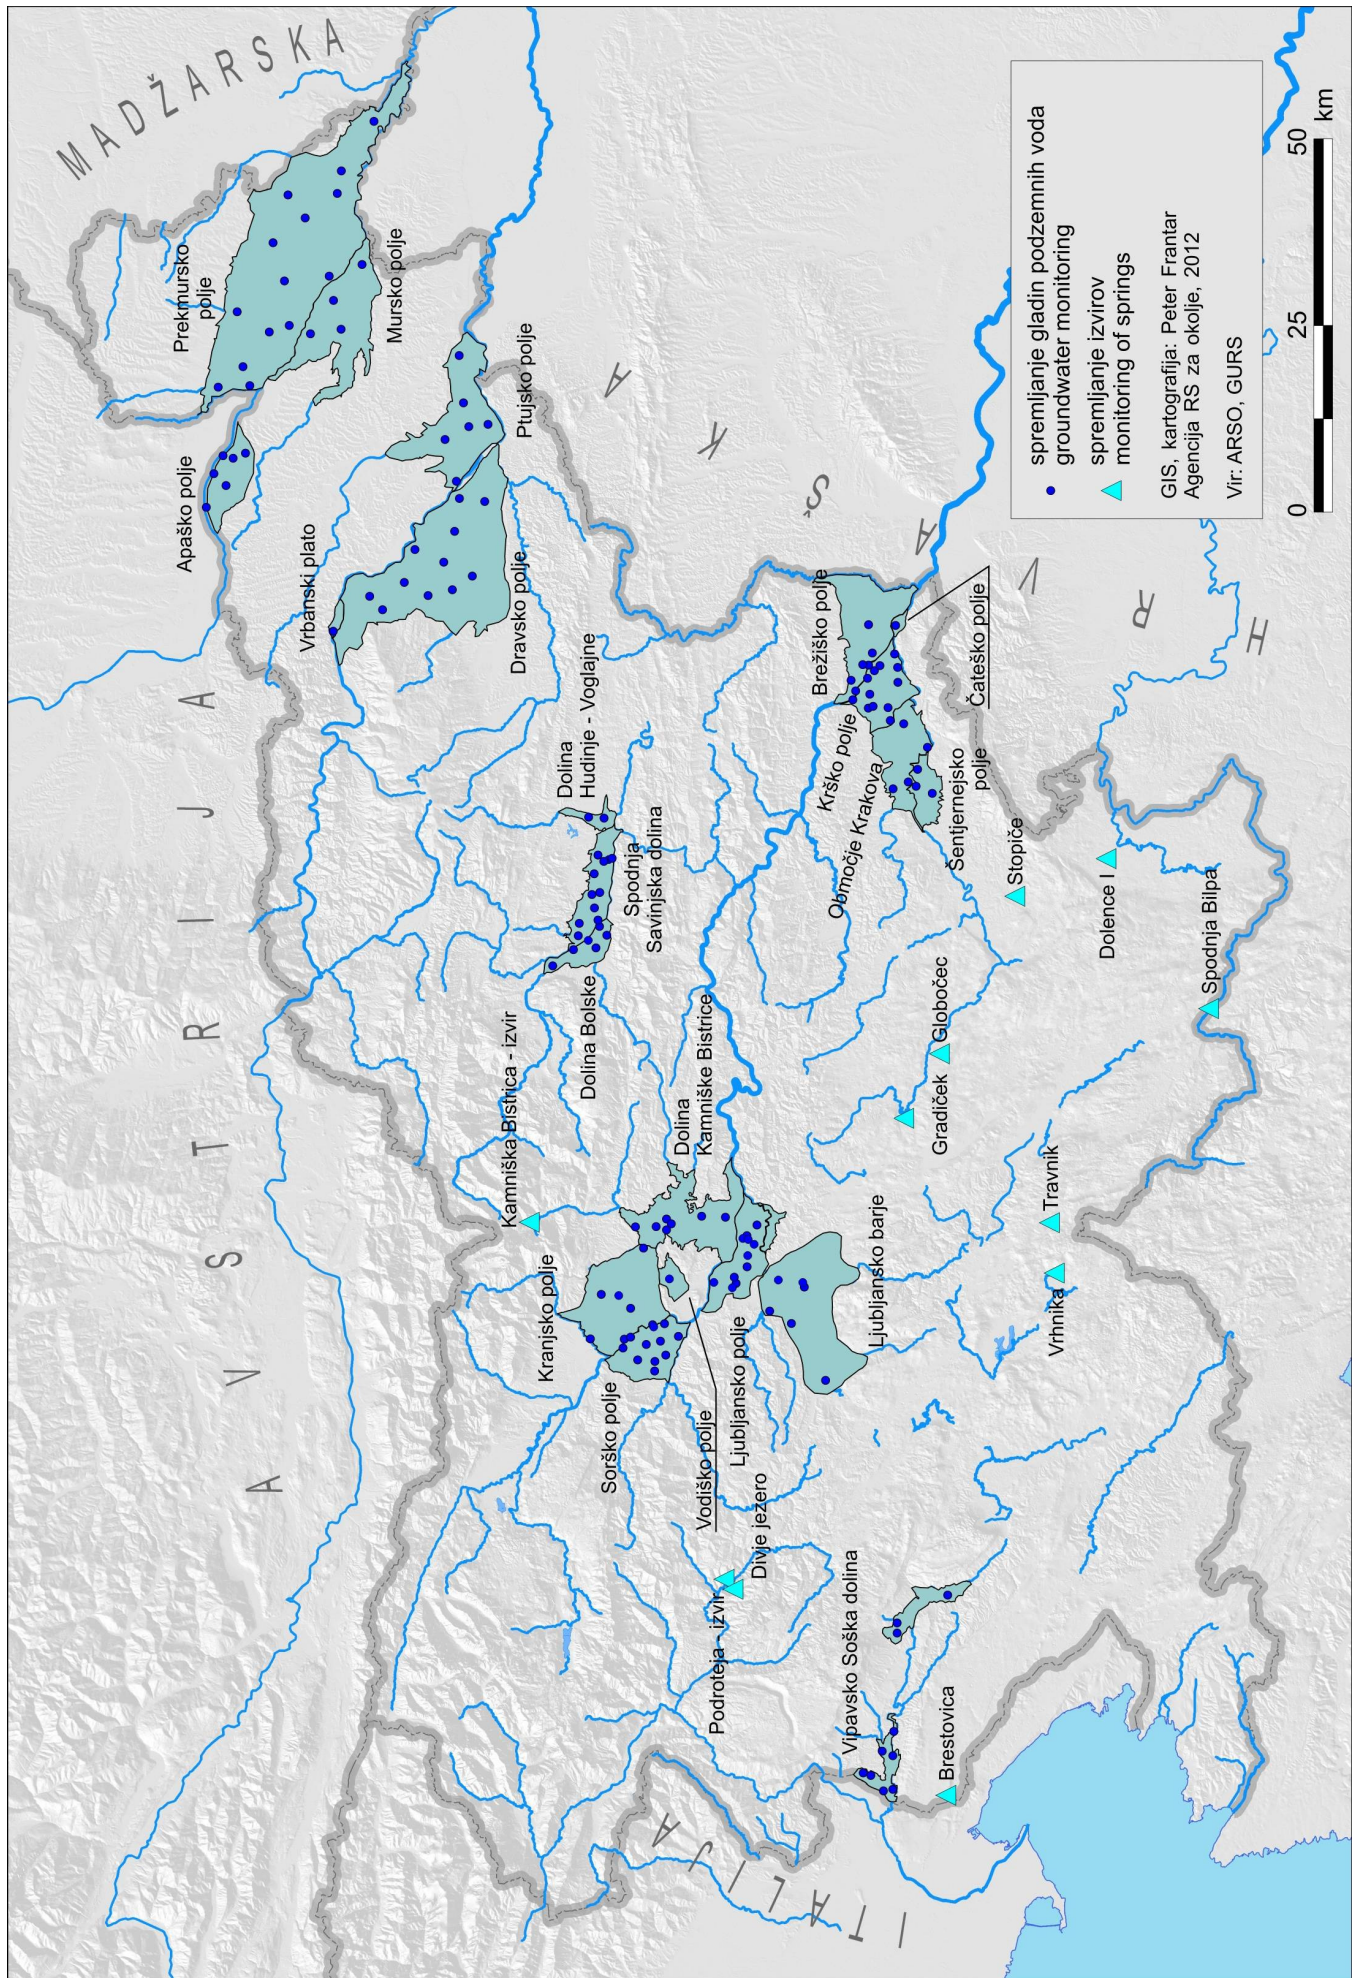 AVSTRIJA
MADŽARSKA
ITALIJA
HRVAŠKA
Prekmursko
polje
Apaško polje
Mursko polje
Vrbanski plato
Ptujsko polje
Dravsko polje
Dolina
Hudinje - Voglajne
Spodnja
Savinjska dolina
Dolina Bolske
Kamniška Bistrica - izvir
Dolina
Kamniške Bistrice
Kranjsko polje
Sorško polje
Vodiško polje
Ljubljansko polje
Ljubljansko barje
Podroteja - izvir
Divje jezero
Vipavsko Soška dolina
Brestovica
Brežiško polje
Čateško polje
Krško polje
Območje Krakova
Šentjernejsko
polje
Stopiče
Dolence I
Spodnja Bilpa
Globočec
Gradiček
Travnik
Vrhnika
spremljanje gladin podzemnih voda
groundwater monitoring
spremljanje izvirov
monitoring of springs
GIS, kartografija: Peter Frantar
Agencija RS za okolje, 2012
Vir: ARSO, GURS
0 25 50
km